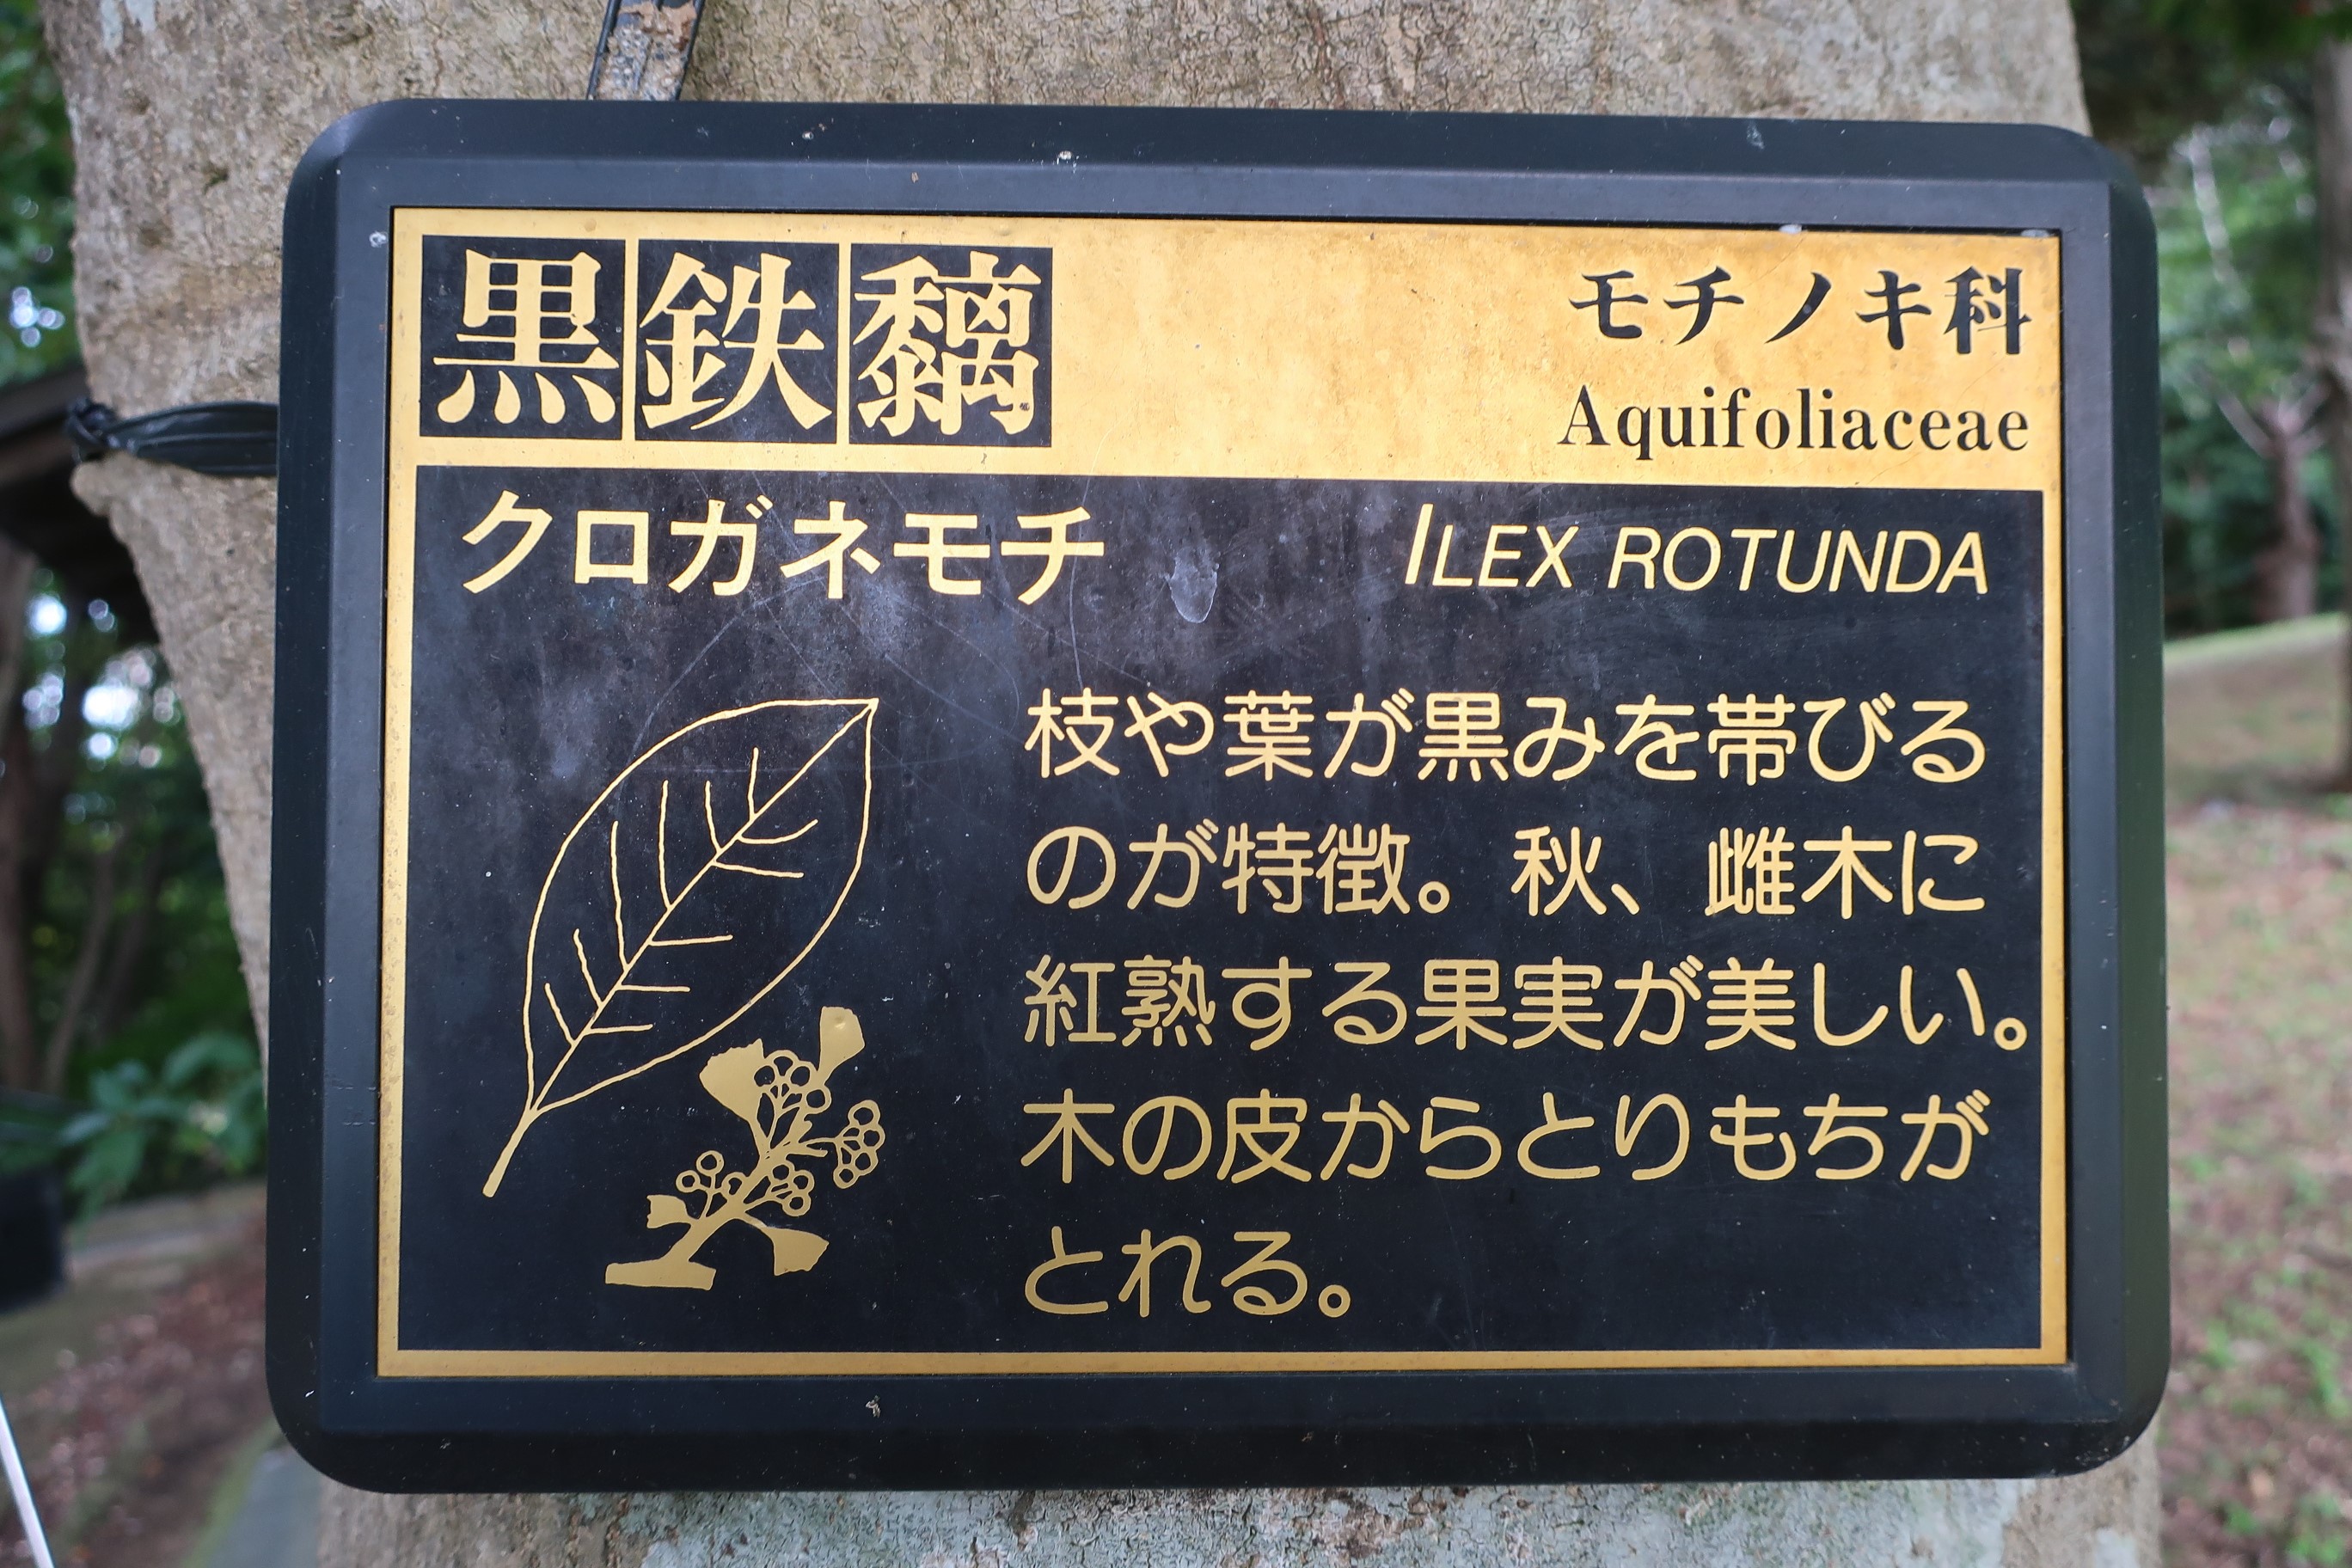 黒鉄黐
モチノキ科
Aquifoliaceae
クロガネモチ
ILEX ROTUNDA
枝や葉が黒みを帯びる
のが特徴。秋、雌木に
紅熟する果実が美しい。
木の皮からとりもちが
とれる。